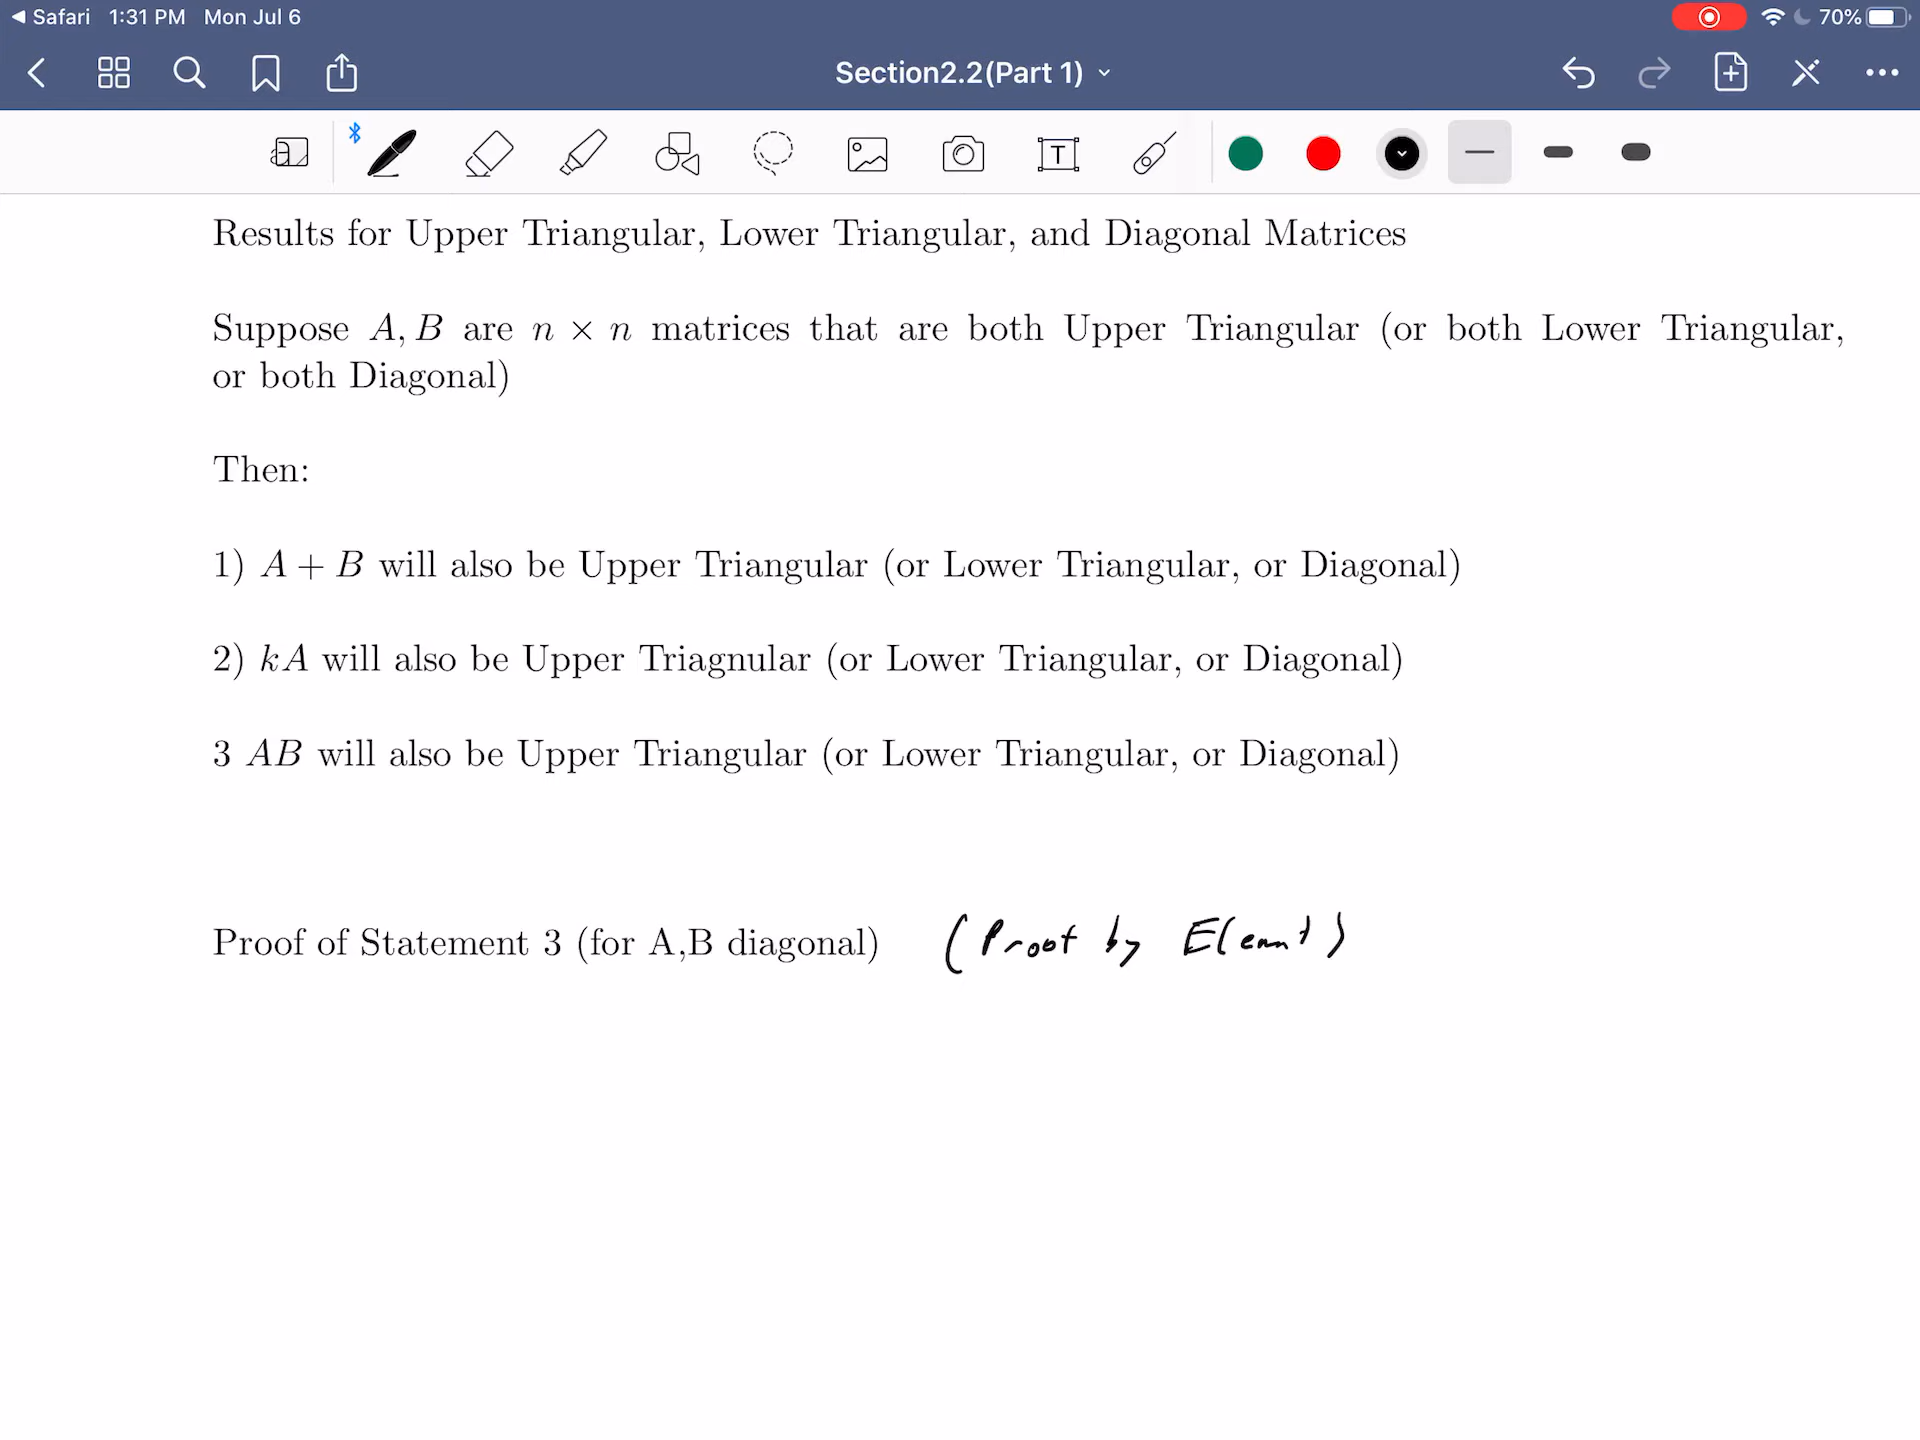 Safari 1:31 PM Mon Jul 6 70%
Section2.2(Part 1)
Results for Upper Triangular, Lower Triangular, and Diagonal Matrices
Suppose A, B are n × n matrices that are both Upper Triangular (or both Lower Triangular,
or both Diagonal)
Then:
1) A + B will also be Upper Triangular (or Lower Triangular, or Diagonal)
2) kA will also be Upper Triagnular (or Lower Triangular, or Diagonal)
3 AB will also be Upper Triangular (or Lower Triangular, or Diagonal)
Proof of Statement 3 (for A,B diagonal) (Proof by Elemnt)